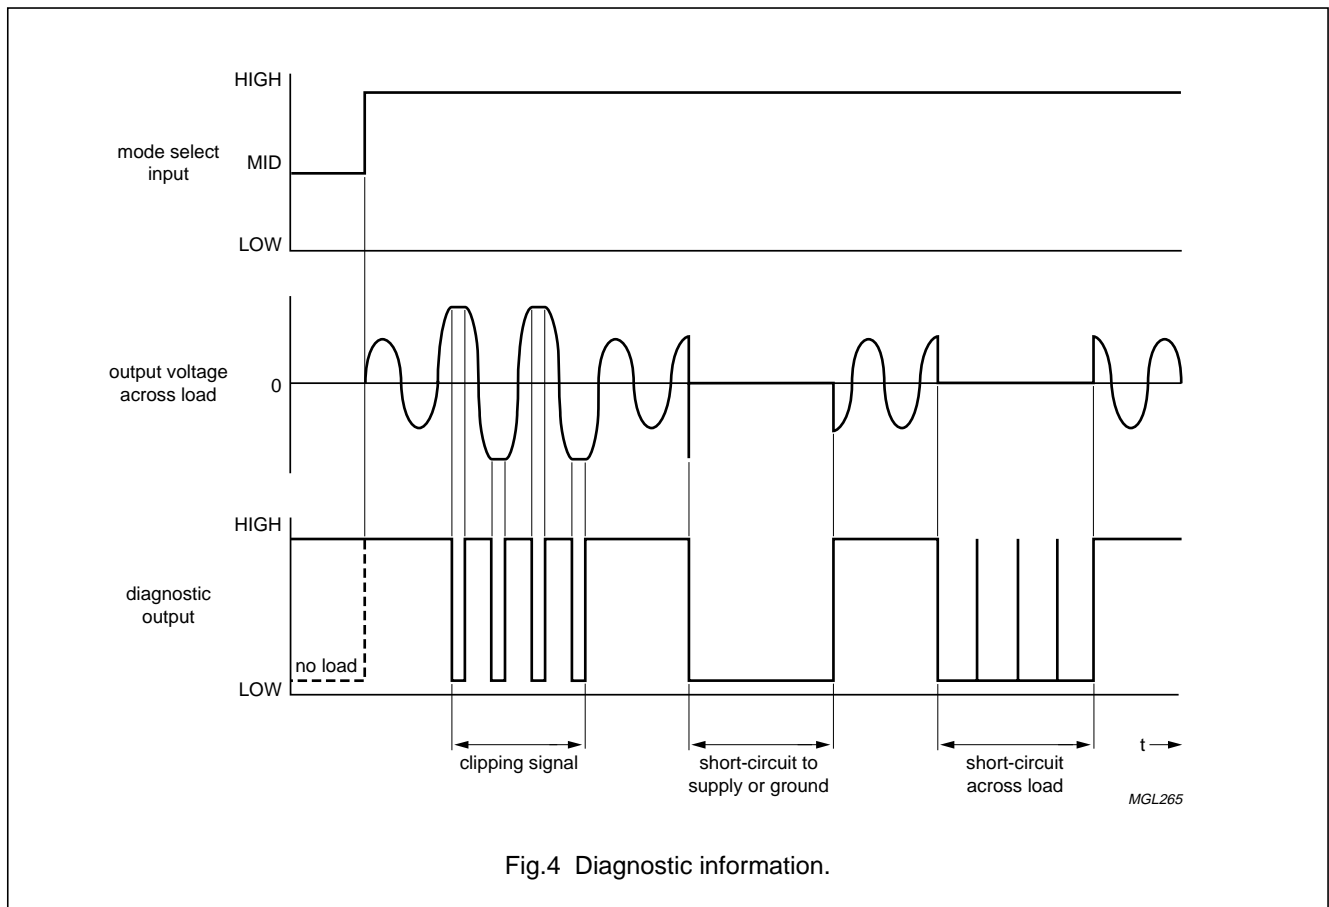 HIGH
mode select
input
MID
LOW
output voltage
across load
0
HIGH
diagnostic
output
no load
LOW
clipping signal
short-circuit to
supply or ground
short-circuit
across load
t
MGL265
Fig.4 Diagnostic information.